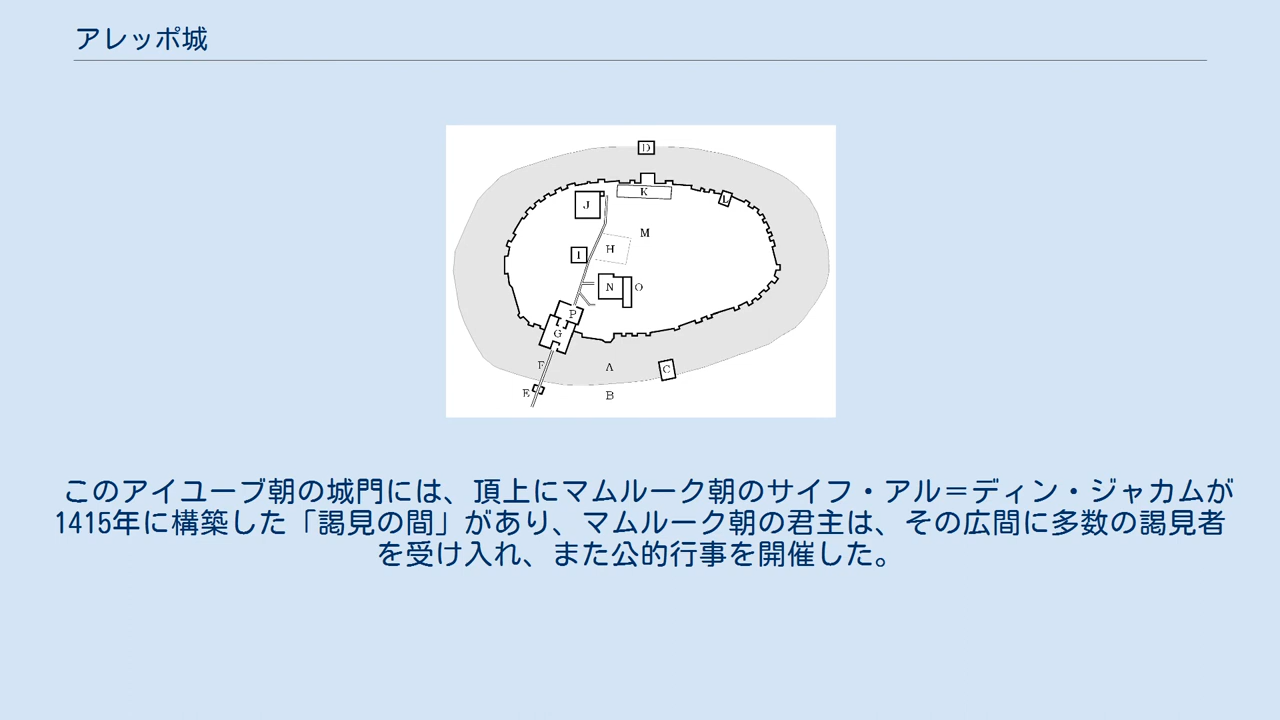 アレッポ城
D
K
J
L
M
H
I
N O
P
G
F
A
C
E
B
このアイユーブ朝の城門には、頂上にマムルーク朝のサイフ・アル＝ディン・ジャカムが
1415年に構築した「謁見の間」があり、マムルーク朝の君主は、その広間に多数の謁見者
を受け入れ、また公的行事を開催した。